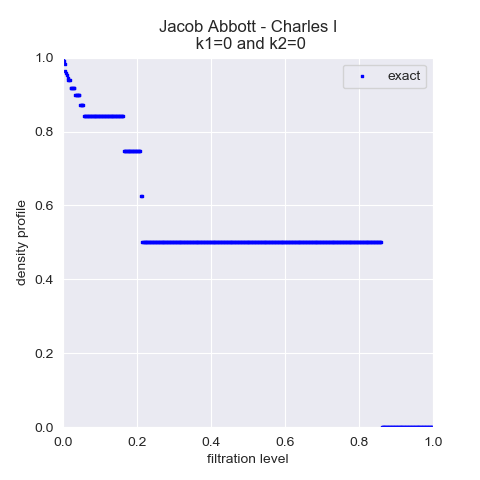 Jacob Abbott - Charles I
k1=0 and k2=0
exact
density profile
1.0
0.8
0.6
0.4
0.2
0.0
0.0 0.2 0.4 0.6 0.8 1.0
filtration level